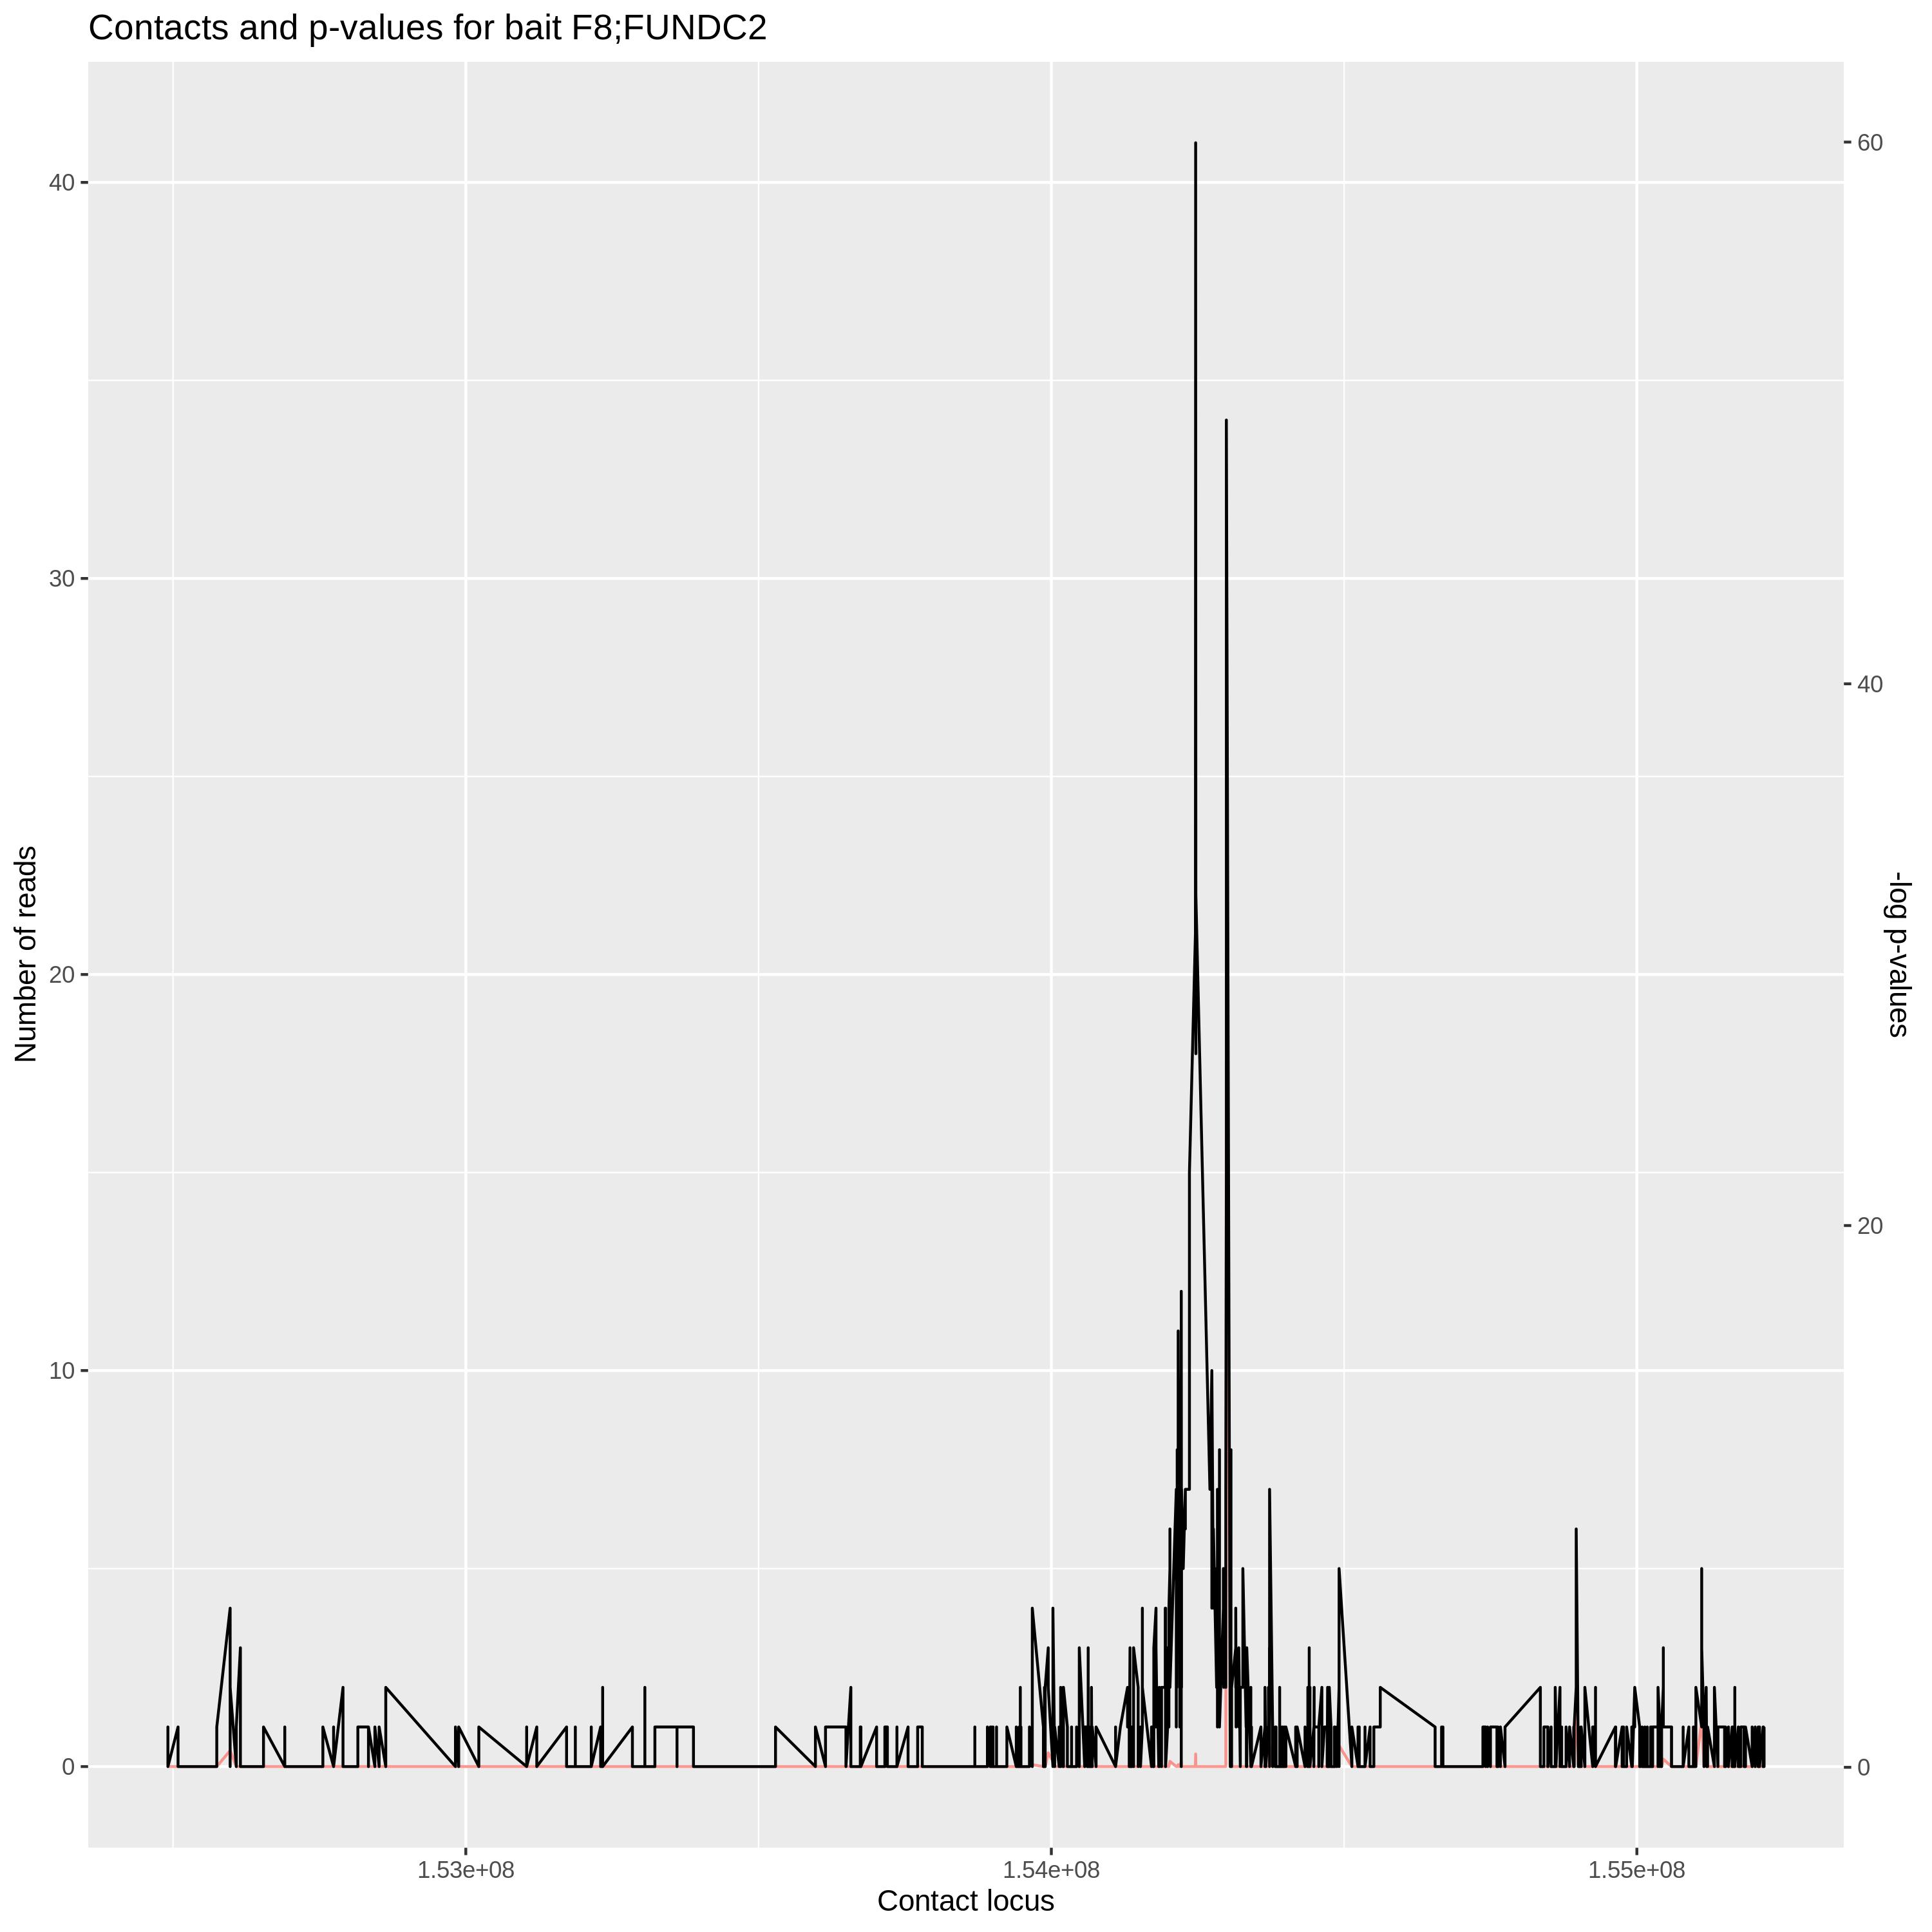 Contacts and p-values for bait F8;FUNDC2
40
30
20
10
0
Number of reads
60
40
20
0
-log p-values
1.53e+08
1.54e+08
1.55e+08
Contact locus